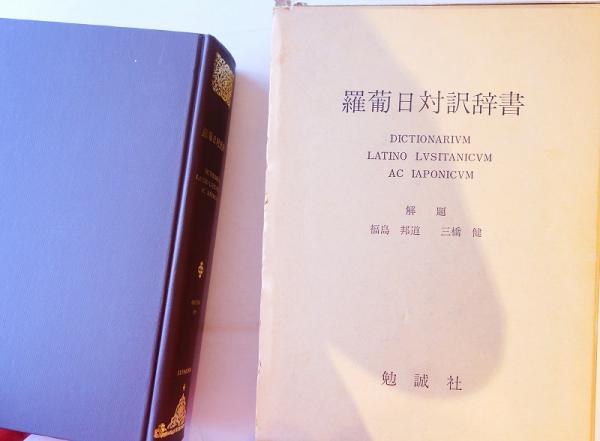 羅葡日対訳辞書
DICTIONARIVM
LATINO LVSITANICVM
AC IAPONICVM
解 題
福島 邦道 三橋 健
勉誠社